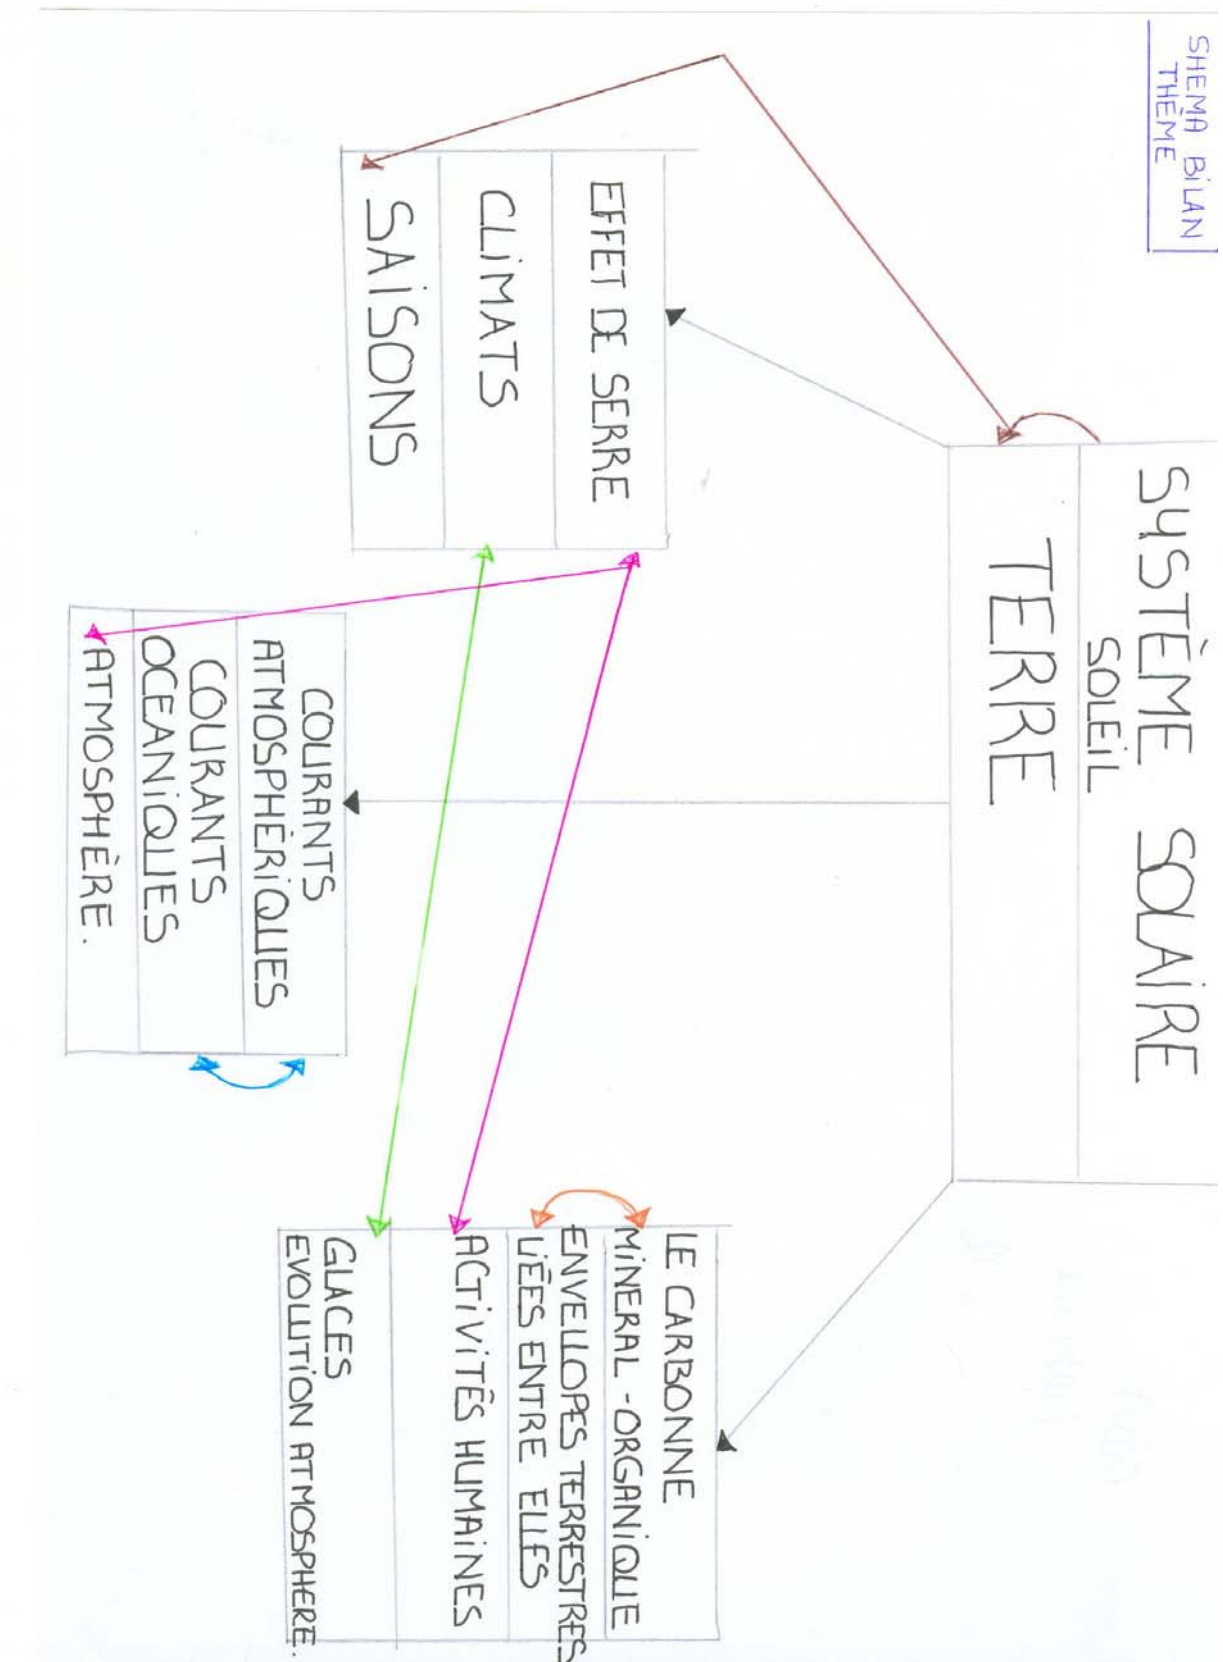 SHEMA BiLAN
THÈME
SYSTÈME SOLAIRE
SOLEiL
TERRE
EFFET DE SERRE
CLiMATS
SAiSONS
COURANTS
ATMOSPHÈRiQUES
COURANTS
OCEANiQUES
ATMOSPHÈRE.
LE CARBONNE
MiNERAL-ORGANiQUE
ENVELLOPES TERRESTRES
LiÉES ENTRE ELLES
ACTiViTÉS HUMAiNES
GLACES
EVOLUTiON ATMOSPHERE.